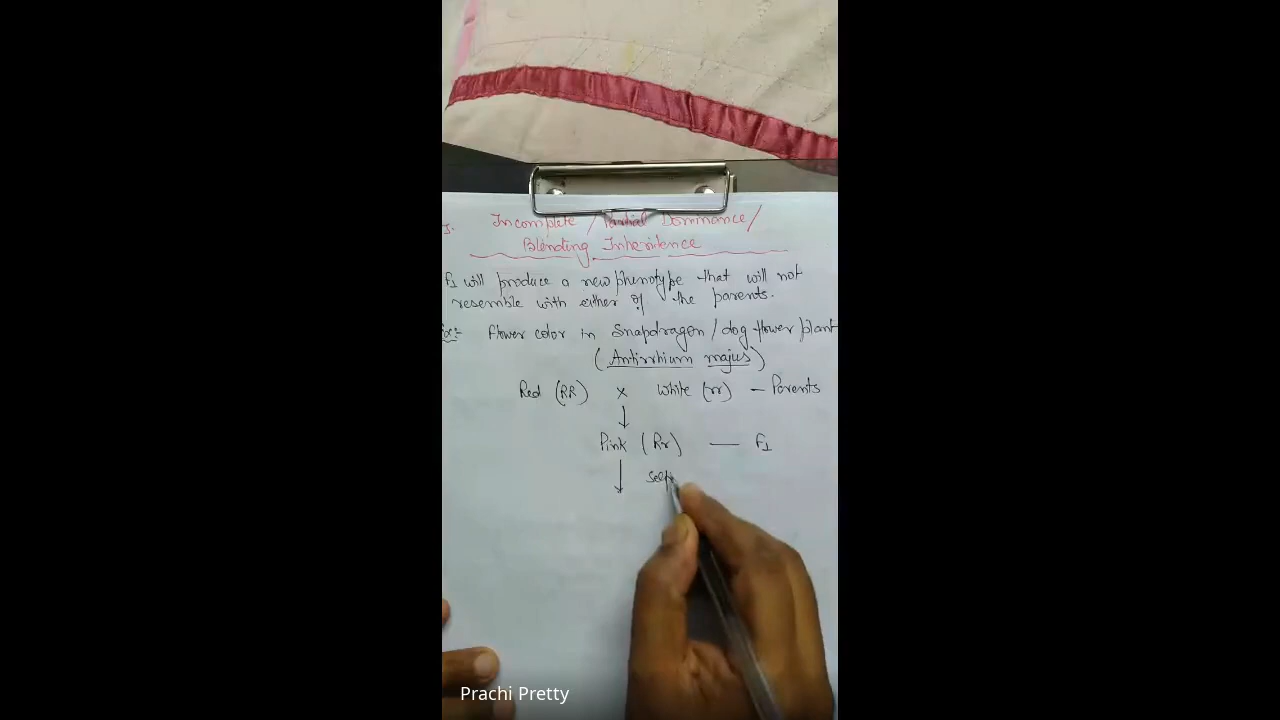 Incomplete / Partial Dominance /
Blending Inheritence
F1 will produce a new phenotype that will not
resemble with either of the parents.
Ex:- Flower color in Snapdragon / dog flower plant
(Antirrhium majus)
Red (RR) x White (rr) — Parents
↓
Pink (Rr) — F1
↓ Self
Prachi Pretty